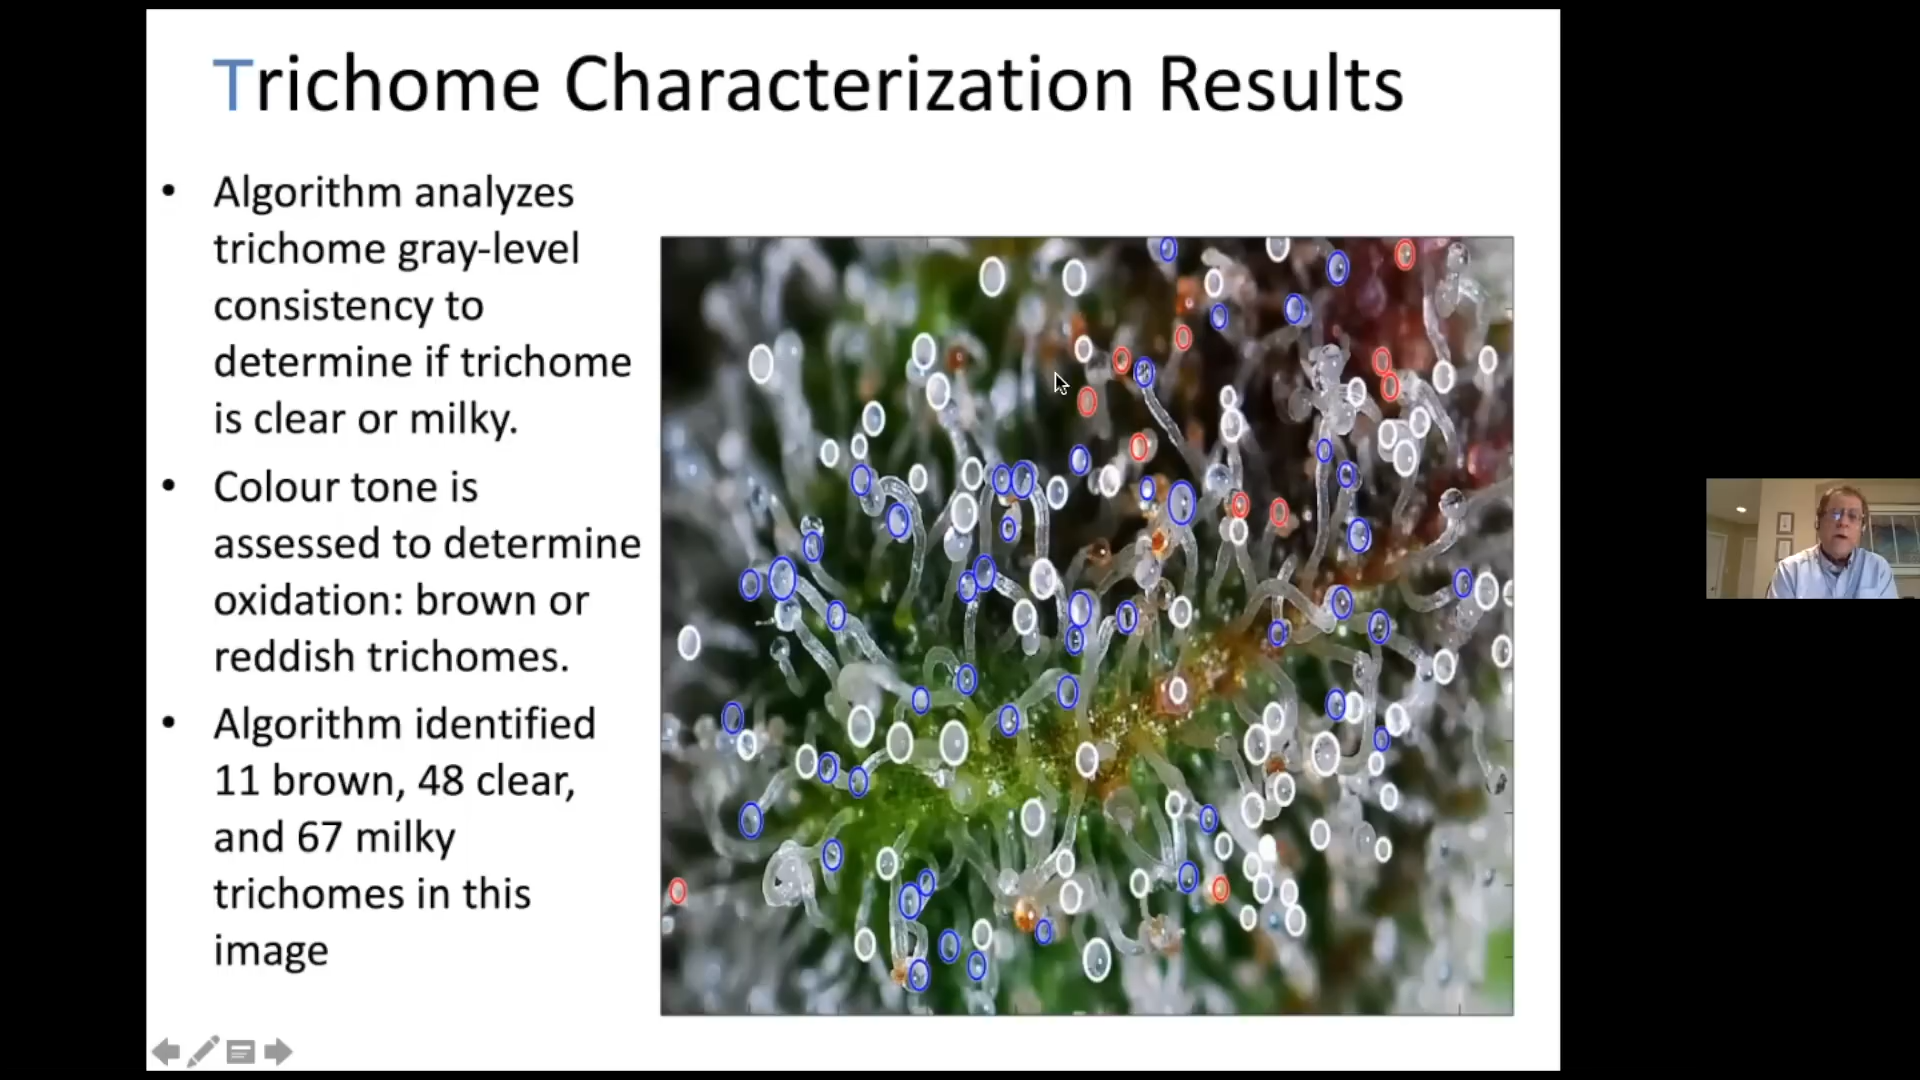 Trichome Characterization Results
• Algorithm analyzes
trichome gray-level
consistency to
determine if trichome
is clear or milky.
• Colour tone is
assessed to determine
oxidation: brown or
reddish trichomes.
• Algorithm identified
11 brown, 48 clear,
and 67 milky
trichomes in this
image